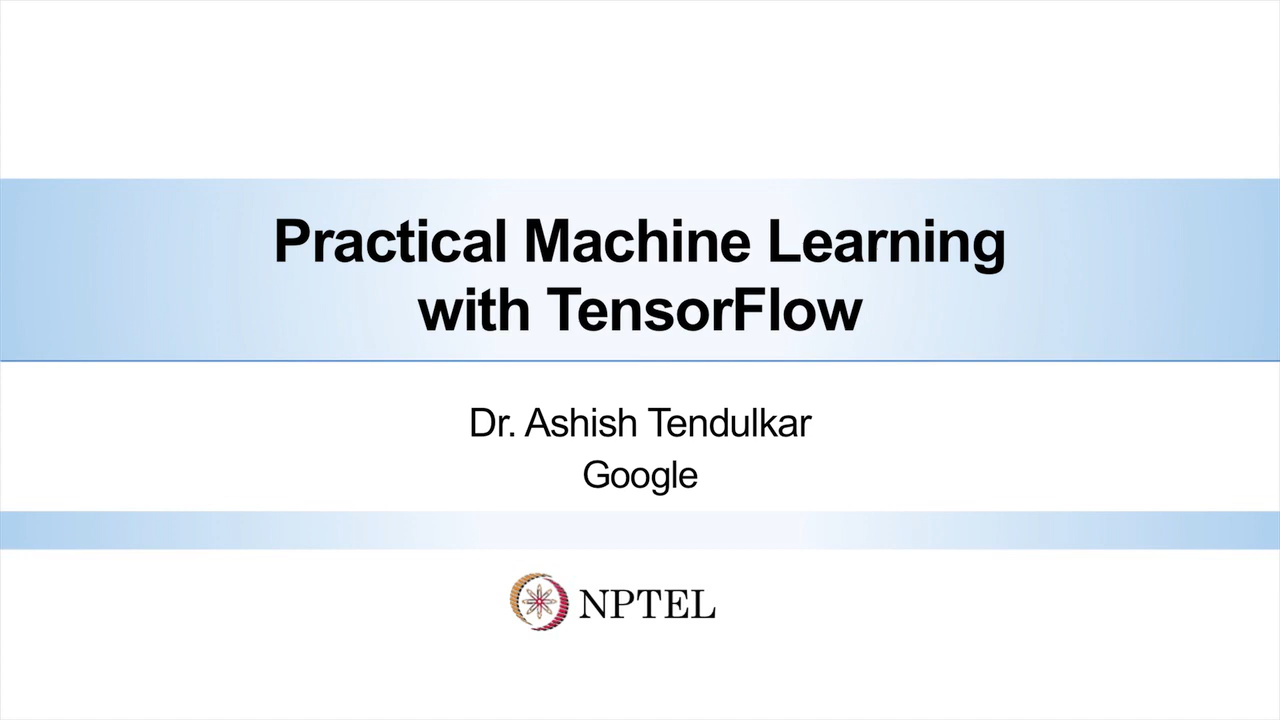 Practical Machine Learning
with TensorFlow
Dr. Ashish Tendulkar
Google
NPTEL